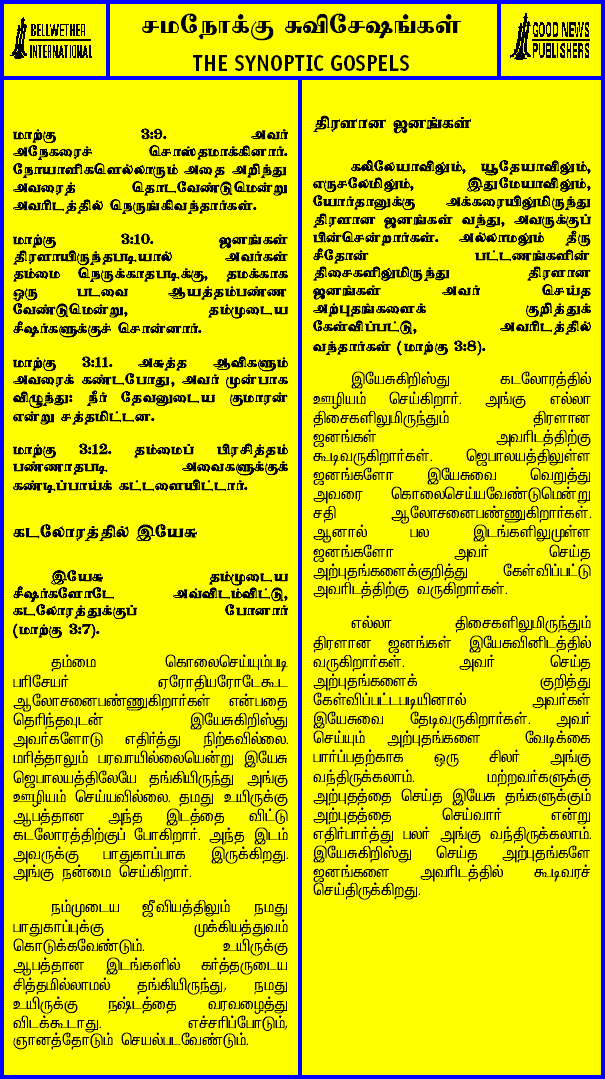 BELLWETHER
INTERNATIONAL
சமநோக்கு சுவிசேஷங்கள்
THE SYNOPTIC GOSPELS
GOOD NEWS
PUBLISHERS
மாற்கு 3:9. அவர்
அநேகரைச் சொஸ்தமாக்கினார்.
நோயாளிகளெல்லாரும் அதை அறிந்து
அவரைத் தொடவேண்டுமென்று
அவரிடத்தில் நெருங்கிவந்தார்கள்.
மாற்கு 3:10. ஜனங்கள்
திரளாயிருந்தபடியால் அவர்கள்
தம்மை நெருக்காதபடிக்கு, தமக்காக
ஒரு படவை ஆயத்தம்பண்ண
வேண்டுமென்று, தம்முடைய
சீஷர்களுக்குச் சொன்னார்.
மாற்கு 3:11. அசுத்த ஆவிகளும்
அவரைக் கண்டபோது, அவர் முன்பாக
விழுந்து: நீர் தேவனுடைய குமாரன்
என்று சத்தமிட்டன.
மாற்கு 3:12. தம்மைப் பிரசித்தம்
பண்ணாதபடி அவைகளுக்குக்
கண்டிப்பாய்க் கட்டளையிட்டார்.
கடலோரத்தில் இயேசு
இயேசு தம்முடைய
சீஷர்களோடே அவ்விடம்விட்டு,
கடலோரத்துக்குப் போனார்
(மாற்கு 3:7).
தம்மை கொலைசெய்யும்படி
பரிசேயர் ஏரோதியரோடேகூட
ஆலோசனைபண்ணுகிறார்கள் என்பதை
தெரிந்தவுடன் இயேசுகிறிஸ்து
அவர்களோடு எதிர்த்து நிற்கவில்லை.
மரித்தாலும் பரவாயில்லையென்று இயேசு
ஜெபாலயத்திலேயே தங்கியிருந்து அங்கு
ஊழியம் செய்யவில்லை. தமது உயிருக்கு
ஆபத்தான அந்த இடத்தை விட்டு
கடலோரத்திற்குப் போகிறார். அந்த இடம்
அவருக்கு பாதுகாப்பாக இருக்கிறது.
அங்கு நன்மை செய்கிறார்.
நம்முடைய ஜீவியத்திலும் நமது
பாதுகாப்புக்கு முக்கியத்துவம்
கொடுக்கவேண்டும். உயிருக்கு
ஆபத்தான இடங்களில் கர்த்தருடைய
சித்தமில்லாமல் தங்கியிருந்து, நமது
உயிருக்கு நஷ்டத்தை வரவழைத்து
விடக்கூடாது. எச்சரிப்போடும்,
ஞானத்தோடும் செயல்படவேண்டும்.
திரளான ஜனங்கள்
கலிலேயாவிலும், யூதேயாவிலும்,
எருசலேமிலும், இதுமேயாவிலும்,
யோர்தானுக்கு அக்கரையிலுமிருந்து
திரளான ஜனங்கள் வந்து, அவருக்குப்
பின்சென்றார்கள். அல்லாமலும் தீரு
சீதோன் பட்டணங்களின்
திசைகளிலுமிருந்து திரளான
ஜனங்கள் அவர் செய்த
அற்புதங்களைக் குறித்துக்
கேள்விப்பட்டு, அவரிடத்தில்
வந்தார்கள் (மாற்கு 3:8).
இயேசுகிறிஸ்து கடலோரத்தில்
ஊழியம் செய்கிறார். அங்கு எல்லா
திசைகளிலுமிருந்தும் திரளான
ஜனங்கள் அவரிடத்திற்கு
கூடிவருகிறார்கள். ஜெபாலயத்திலுள்ள
ஜனங்களோ இயேசுவை வெறுத்து
அவரை கொலைசெய்யவேண்டுமென்று
சதி ஆலோசனைபண்ணுகிறார்கள்.
ஆனால் பல இடங்களிலுமுள்ள
ஜனங்களோ அவர் செய்த
அற்புதங்களைக்குறித்து கேள்விப்பட்டு
அவரிடத்திற்கு வருகிறார்கள்.
எல்லா திசைகளிலுமிருந்தும்
திரளான ஜனங்கள் இயேசுவினிடத்தில்
வருகிறார்கள். அவர் செய்த
அற்புதங்களைக் குறித்து
கேள்விப்பட்டபடியினால் அவர்கள்
இயேசுவை தேடிவருகிறார்கள். அவர்
செய்யும் அற்புதங்களை வேடிக்கை
பார்ப்பதற்காக ஒரு சிலர் அங்கு
வந்திருக்கலாம். மற்றவர்களுக்கு
அற்புதத்தை செய்த இயேசு தங்களுக்கும்
அற்புதத்தை செய்வார் என்று
எதிர்பார்த்து பலர் அங்கு வந்திருக்கலாம்.
இயேசுகிறிஸ்து செய்த அற்புதங்களே
ஜனங்களை அவரிடத்தில் கூடிவரச்
செய்திருக்கிறது.